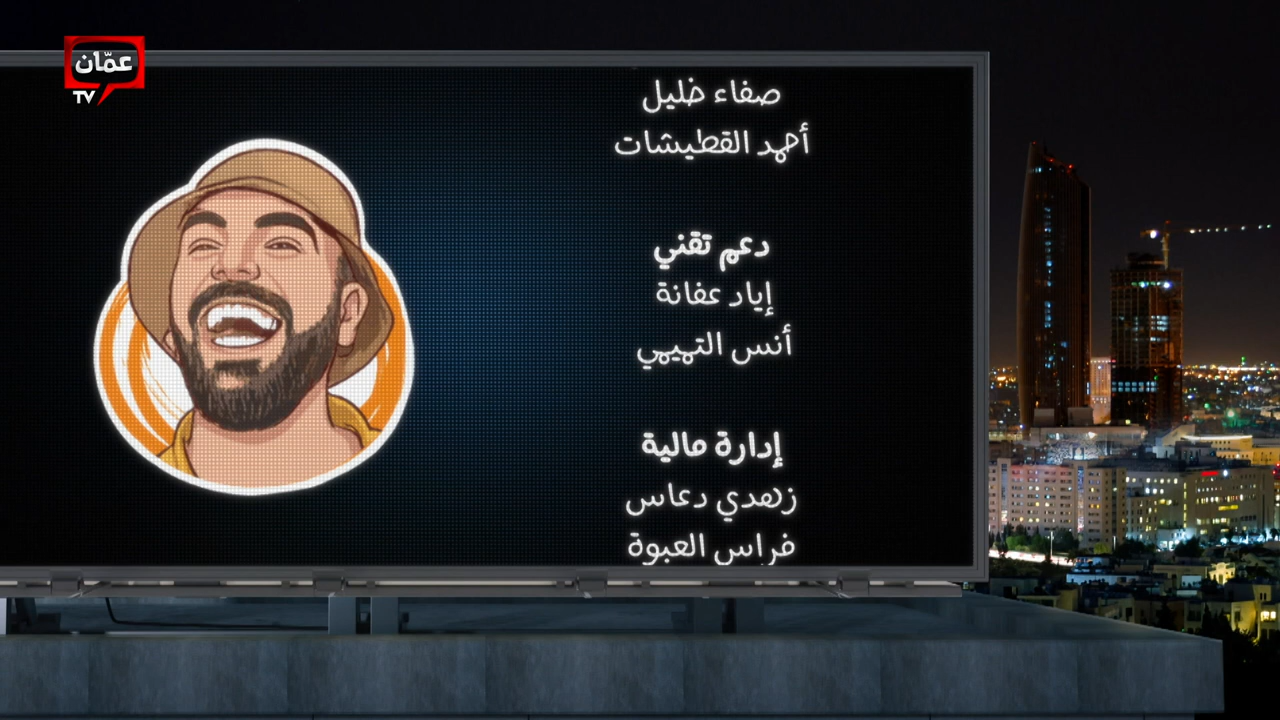 عمّان
TV
صفاء خليل
أحمد القطيشات
دعم تقني
إياد عفانة
أنس التميمي
إدارة مالية
زهدي دعاس
فراس العبوة